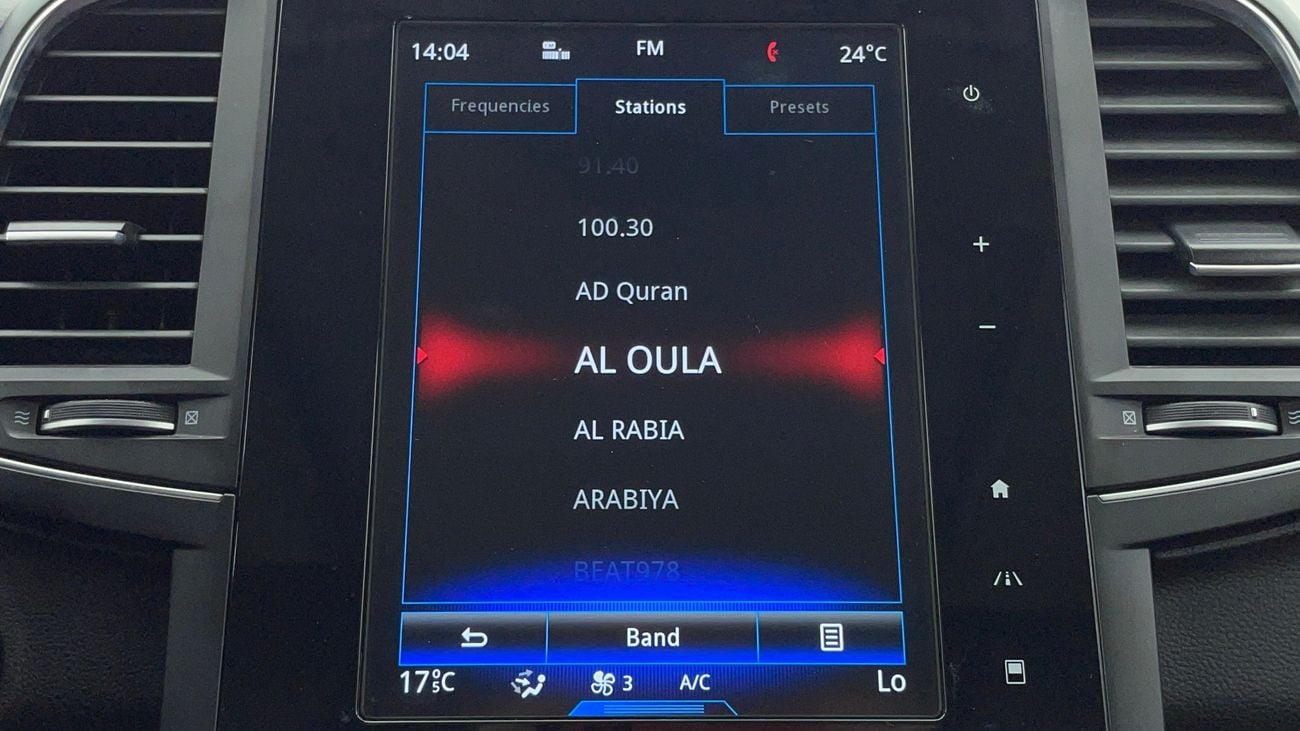 14:04 FM 24°C
Frequencies Stations Presets
91.40
100.30
AD Quran
AL OULA
AL RABIA
ARABIYA
BEAT978
Band
17°5C 3 A/C Lo